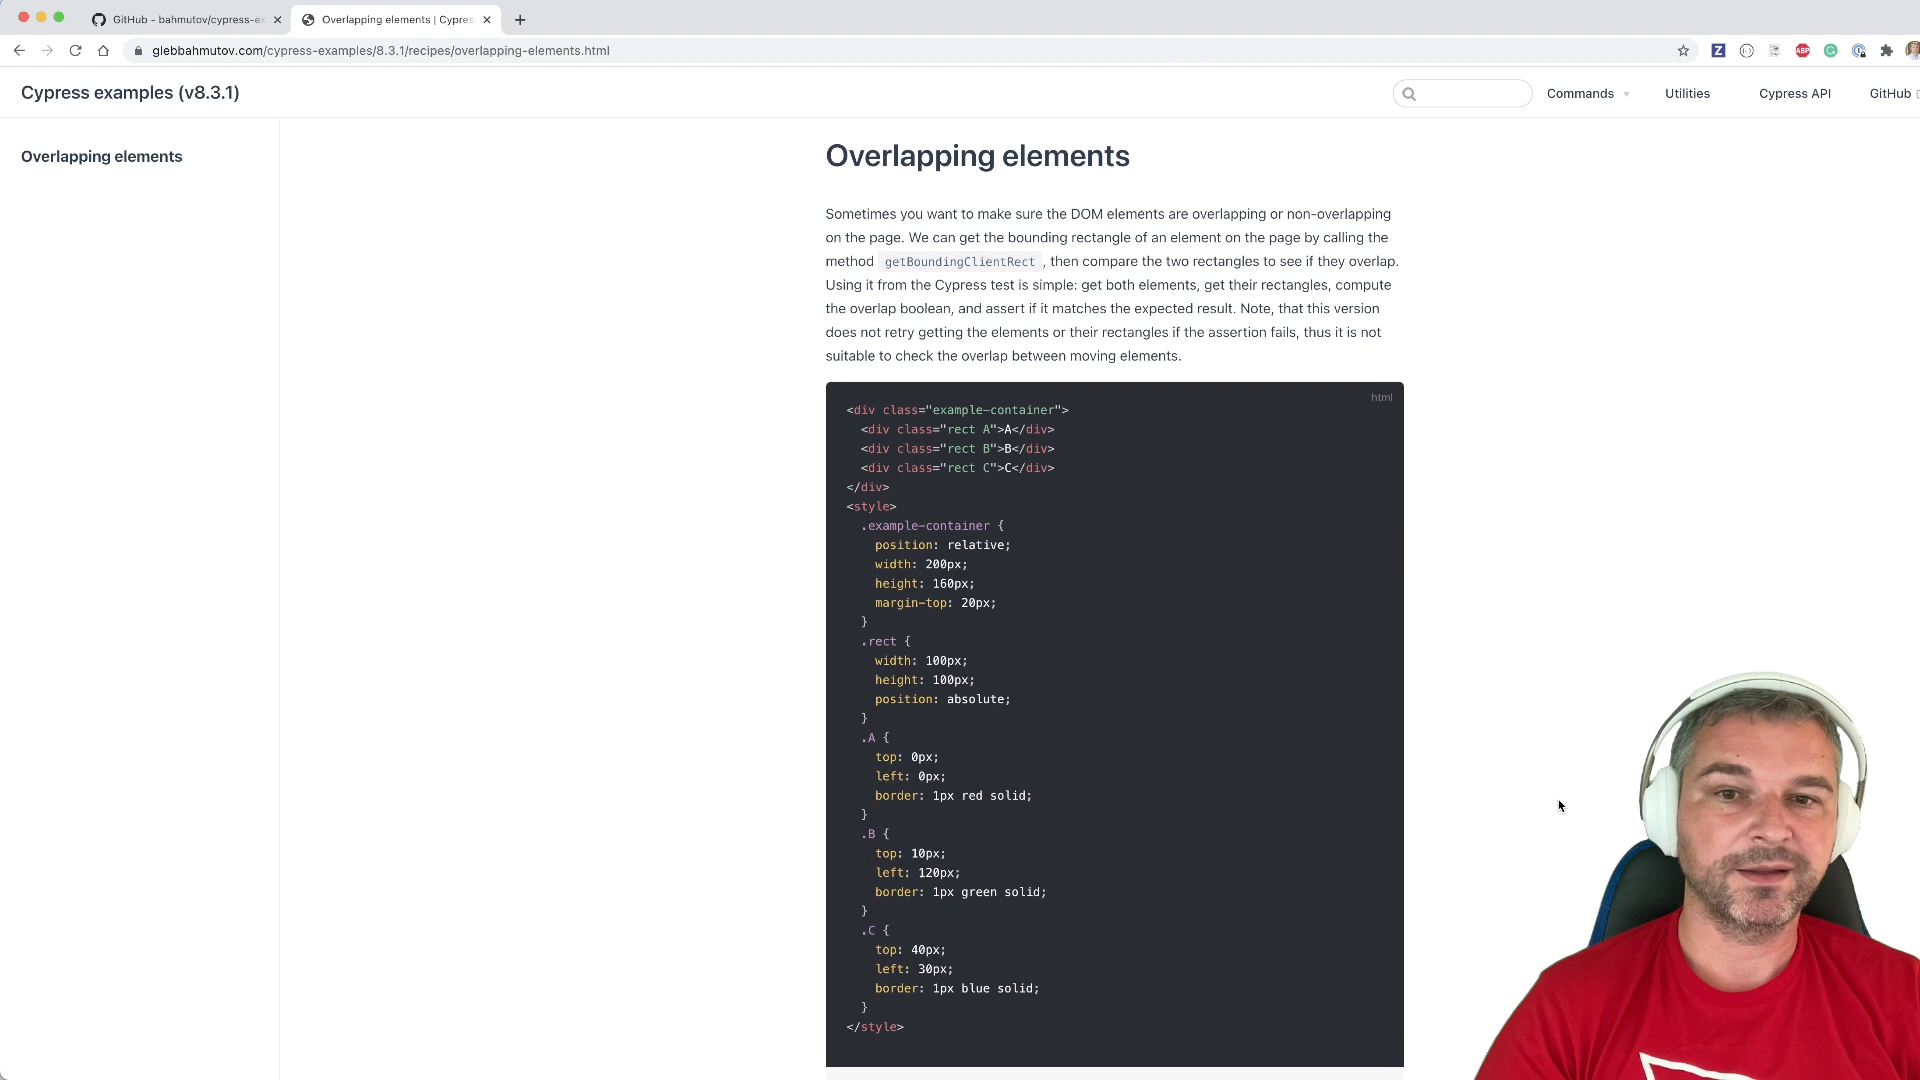 GitHub - bahmutov/cypress-ex
Overlapping elements | Cypres
glebbahmutov.com/cypress-examples/8.3.1/recipes/overlapping-elements.html
Z
ABP
G
Cypress examples (v8.3.1)
Commands
Utilities
Cypress API
GitHub
Overlapping elements
Overlapping elements
Sometimes you want to make sure the DOM elements are overlapping or non-overlapping
on the page. We can get the bounding rectangle of an element on the page by calling the
method getBoundingClientRect , then compare the two rectangles to see if they overlap.
Using it from the Cypress test is simple: get both elements, get their rectangles, compute
the overlap boolean, and assert if it matches the expected result. Note, that this version
does not retry getting the elements or their rectangles if the assertion fails, thus it is not
suitable to check the overlap between moving elements.
html
<div class="example-container">
<div class="rect A">A</div>
<div class="rect B">B</div>
<div class="rect C">C</div>
</div>
<style>
.example-container {
position: relative;
width: 200px;
height: 160px;
margin-top: 20px;
}
.rect {
width: 100px;
height: 100px;
position: absolute;
}
.A {
top: 0px;
left: 0px;
border: 1px red solid;
}
.B {
top: 10px;
left: 120px;
border: 1px green solid;
}
.C {
top: 40px;
left: 30px;
border: 1px blue solid;
}
</style>